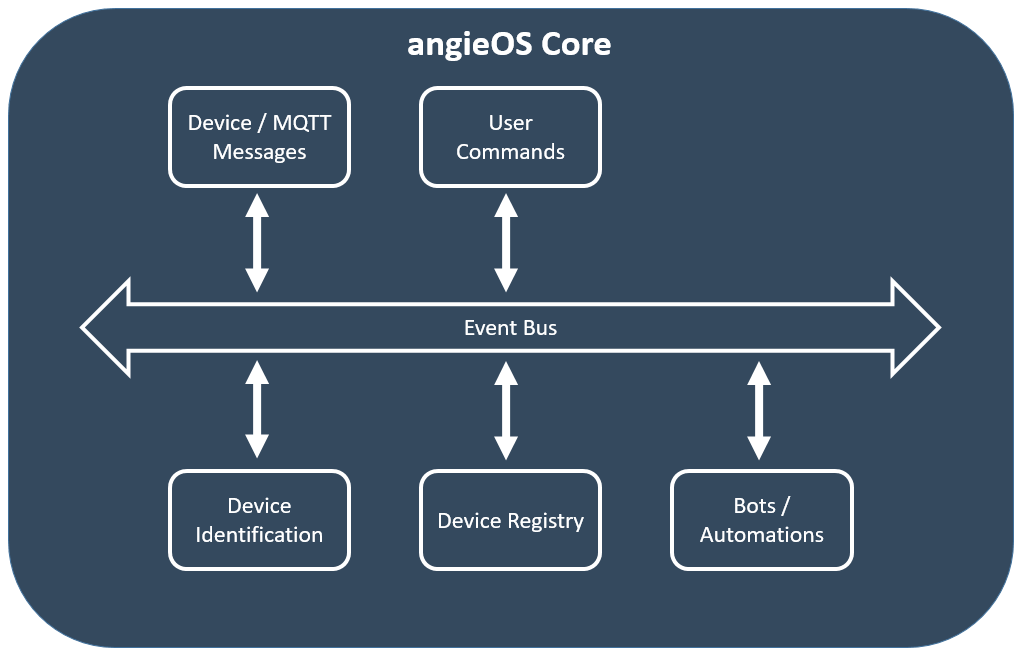 angieOS Core
Device / MQTT
Messages
User
Commands
Event Bus
Device
Identification
Device Registry
Bots /
Automations